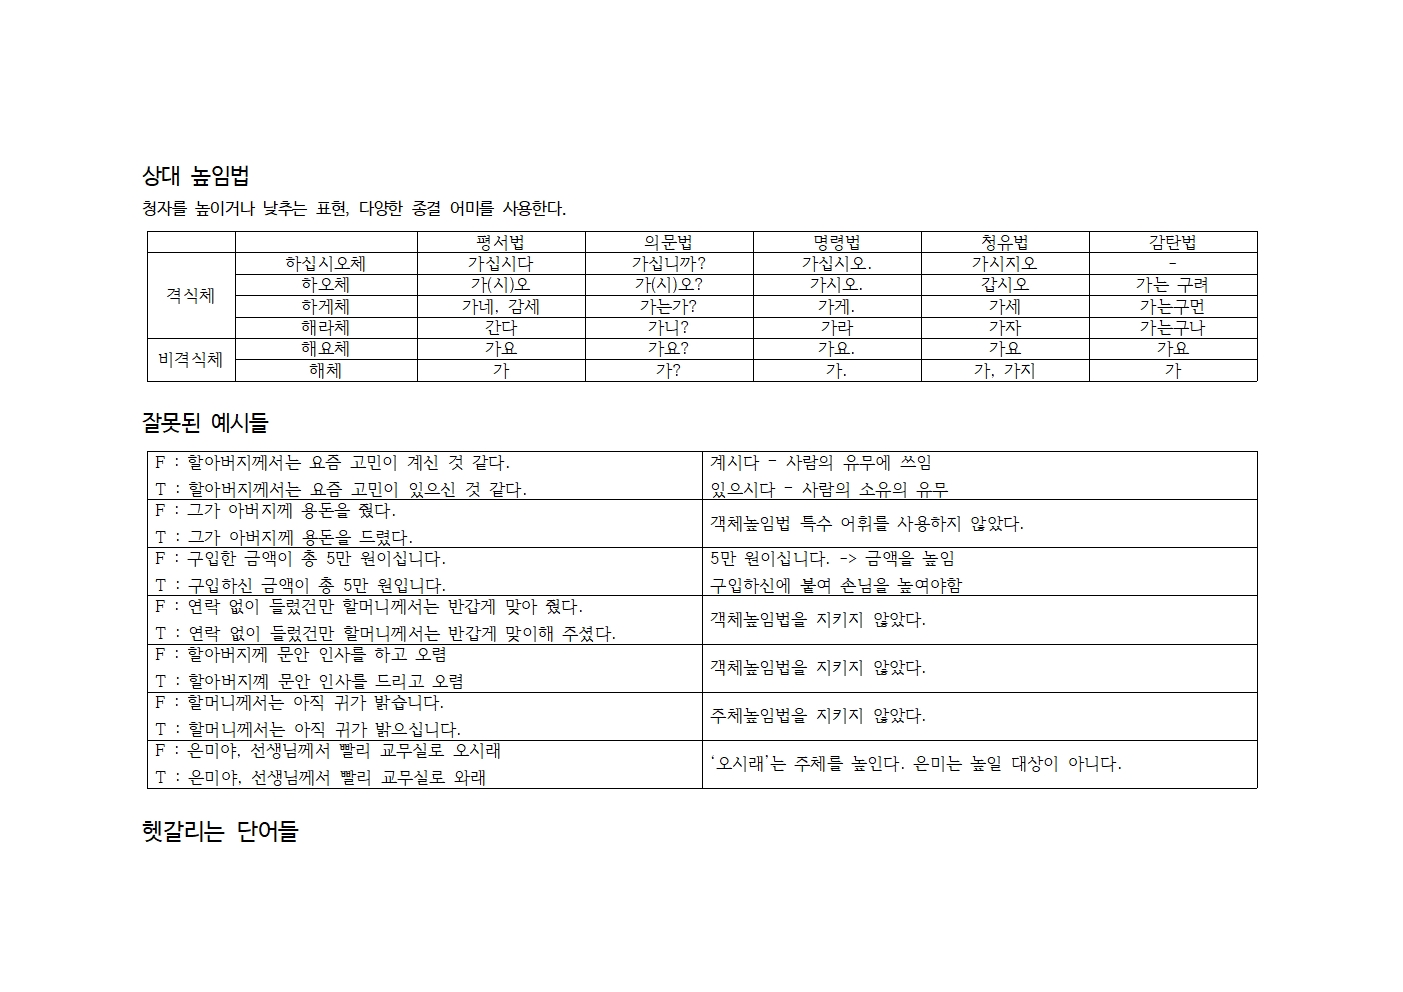 상대 높임법
청자를 높이거나 낮추는 표현, 다양한 종결 어미를 사용한다.
평서법 의문법 명령법 청유법 감탄법
격식체 하십시오체 가십시다 가십니까? 가십시오. 가시지오 -
하오체 가(시)오 가(시)오? 가시오. 갑시오 가는 구려
하게체 가네, 감세 가는가? 가게. 가세 가는구먼
해라체 간다 가니? 가라 가자 가는구나
비격식체 해요체 가요 가요? 가요. 가요 가요
해체 가 가? 가. 가, 가지 가
잘못된 예시들
F : 할아버지께서는 요즘 고민이 계신 것 같다. 계시다 - 사람의 유무에 쓰임
T : 할아버지께서는 요즘 고민이 있으신 것 같다. 있으시다 - 사람의 소유의 유무
F : 그가 아버지께 용돈을 줬다.
T : 그가 아버지께 용돈을 드렸다.
객체높임법 특수 어휘를 사용하지 않았다.
F : 구입한 금액이 총 5만 원이십니다. 5만 원이십니다. -> 금액을 높임
T : 구입하신 금액이 총 5만 원입니다. 구입하신에 붙여 손님을 높여야함
F : 연락 없이 들렀건만 할머니께서는 반갑게 맞아 줬다.
T : 연락 없이 들렀건만 할머니께서는 반갑게 맞이해 주셨다.
객체높임법을 지키지 않았다.
F : 할아버지께 문안 인사를 하고 오렴
T : 할아버지꼐 문안 인사를 드리고 오렴
객체높임법을 지키지 않았다.
F : 할머니께서는 아직 귀가 밝습니다.
T : 할머니께서는 아직 귀가 밝으십니다.
주체높임법을 지키지 않았다.
F : 은미야, 선생님께서 빨리 교무실로 오시래
T : 은미야, 선생님께서 빨리 교무실로 와래
‘오시래’는 주체를 높인다. 은미는 높일 대상이 아니다.
헷갈리는 단어들